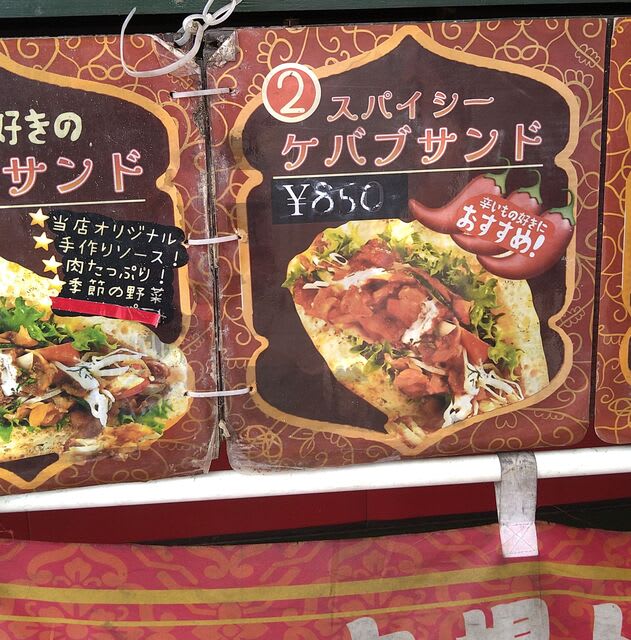 好きの
サンド
当店オリジナル
手作りソース!
肉たっぷり!
季節の野菜
②スパイシー
ケバブサンド
¥850
辛いもの好きに
おすすめ!